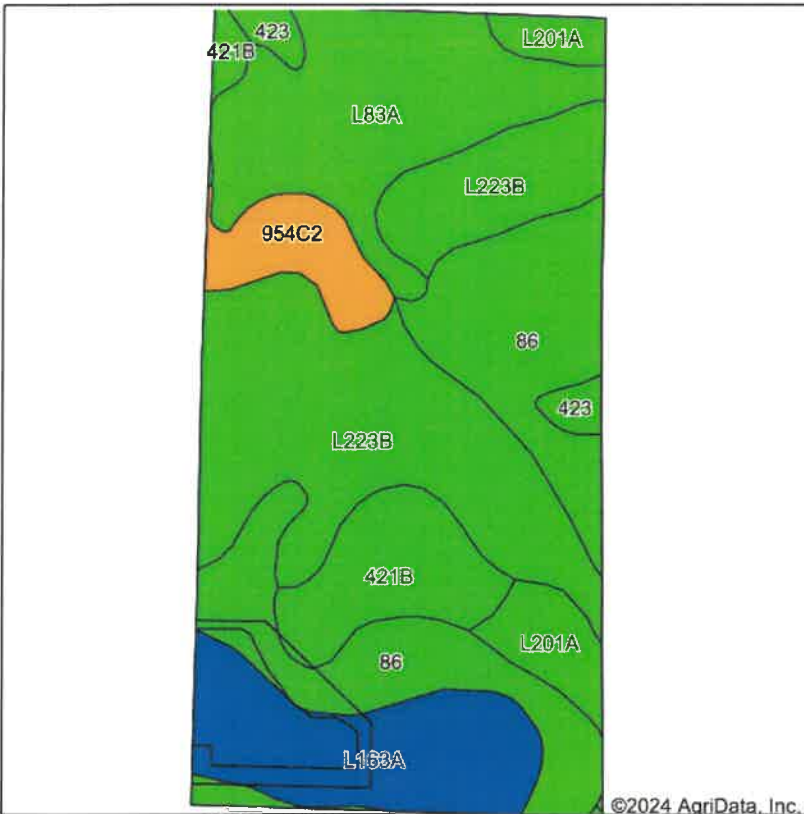 423
L201A
421B
L83A
L223B
954C2
86
423
L223B
421B
L201A
86
L163A
©2024 AgriData, Inc.